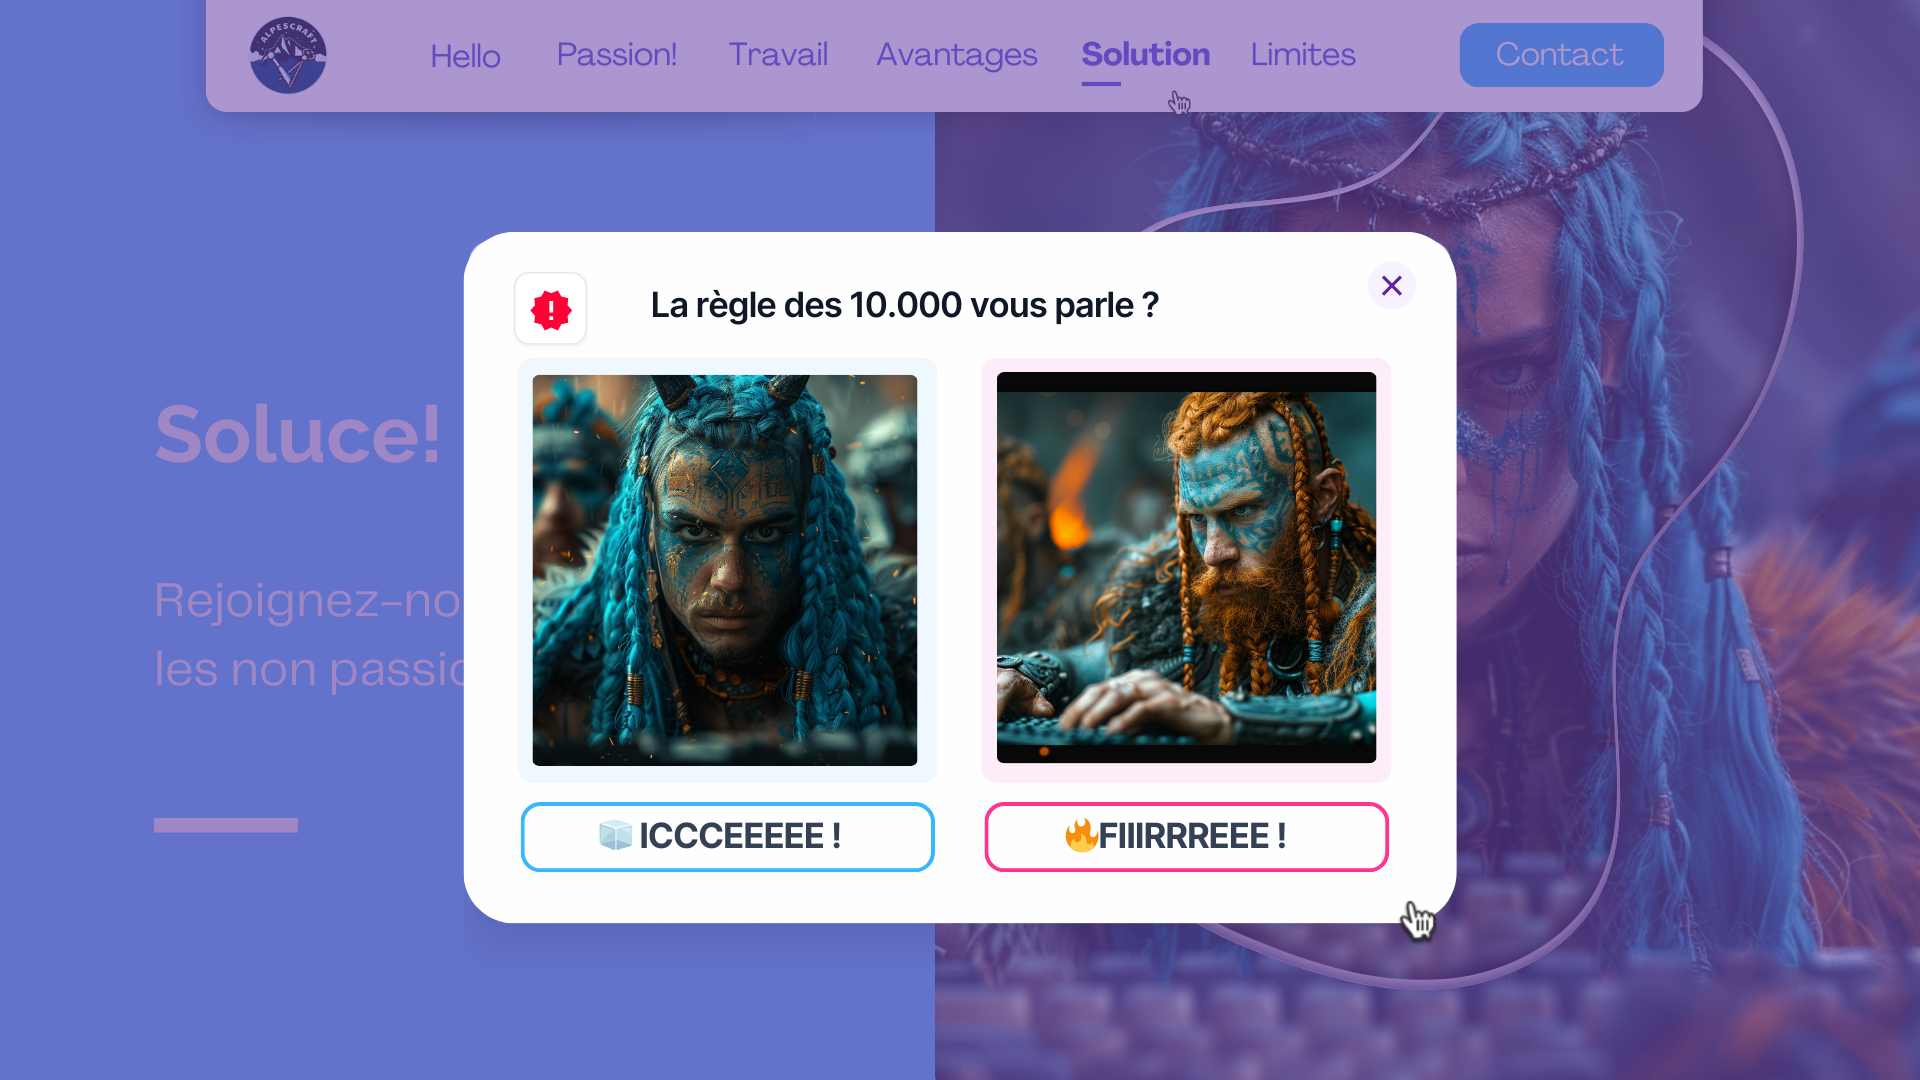 ALPESCRAFT
Hello Passion! Travail Avantages Solution Limites Contact
La règle des 10.000 vous parle ?
Soluce!
Rejoignez-no
les non passio
ICCCEEEEE !
FIIIRRREEE !